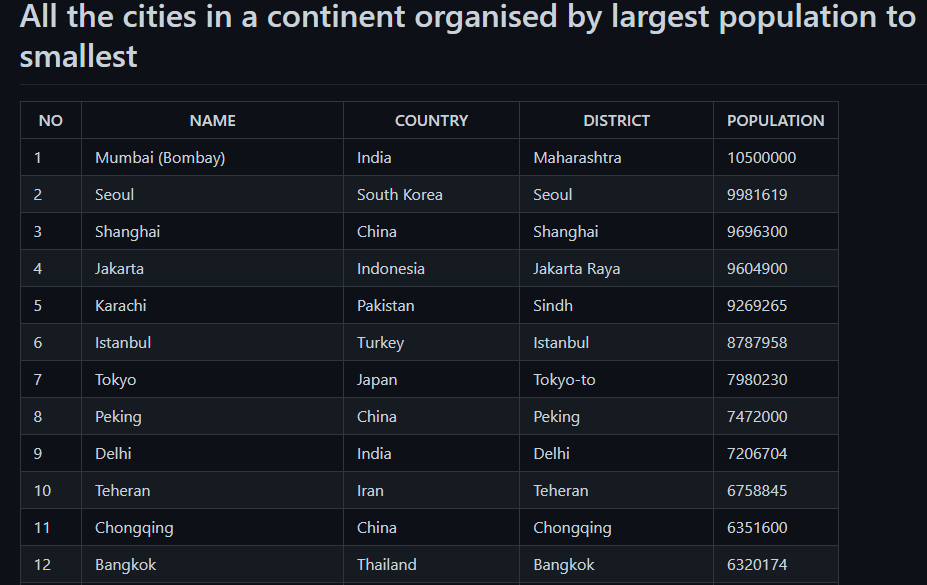 All the cities in a continent organised by largest population to
smallest
NO NAME COUNTRY DISTRICT POPULATION
1 Mumbai (Bombay) India Maharashtra 10500000
2 Seoul South Korea Seoul 9981619
3 Shanghai China Shanghai 9696300
4 Jakarta Indonesia Jakarta Raya 9604900
5 Karachi Pakistan Sindh 9269265
6 Istanbul Turkey Istanbul 8787958
7 Tokyo Japan Tokyo-to 7980230
8 Peking China Peking 7472000
9 Delhi India Delhi 7206704
10 Teheran Iran Teheran 6758845
11 Chongqing China Chongqing 6351600
12 Bangkok Thailand Bangkok 6320174